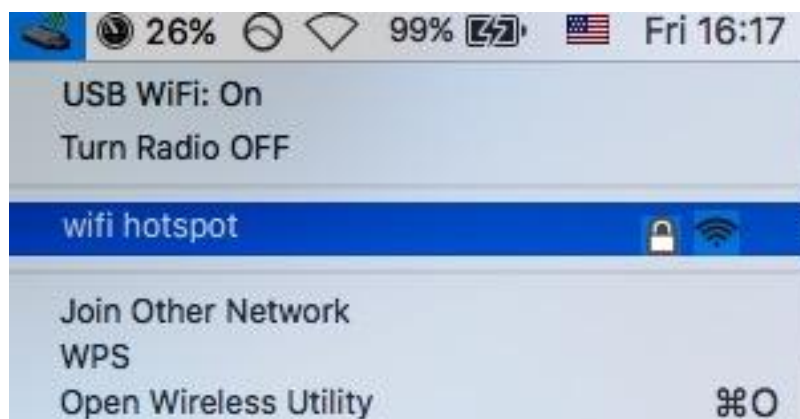 26% 99% Fri 16:17
USB WiFi: On
Turn Radio OFF
wifi hotspot
Join Other Network
WPS
Open Wireless Utility ⌘O